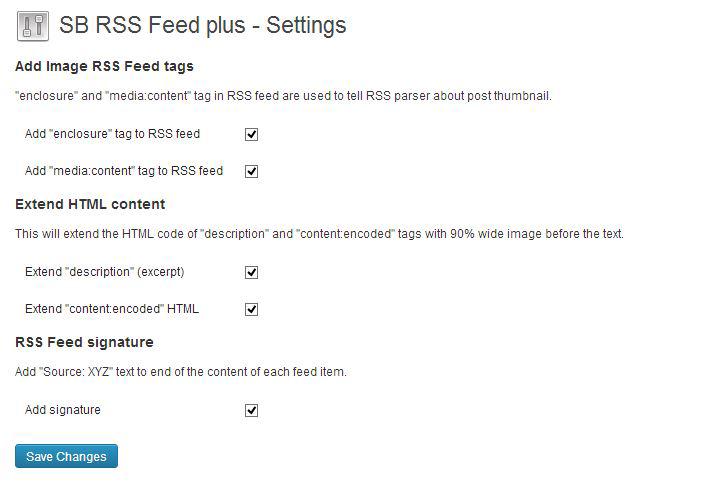 SB RSS Feed plus - Settings
Add Image RSS Feed tags
"enclosure" and "media:content" tag in RSS feed are used to tell RSS parser about post thumbnail.
Add "enclosure" tag to RSS feed
Add "media:content" tag to RSS feed
Extend HTML content
This will extend the HTML code of "description" and "content:encoded" tags with 90% wide image before the text.
Extend "description" (excerpt)
Extend "content:encoded" HTML
RSS Feed signature
Add "Source: XYZ" text to end of the content of each feed item.
Add signature
Save Changes